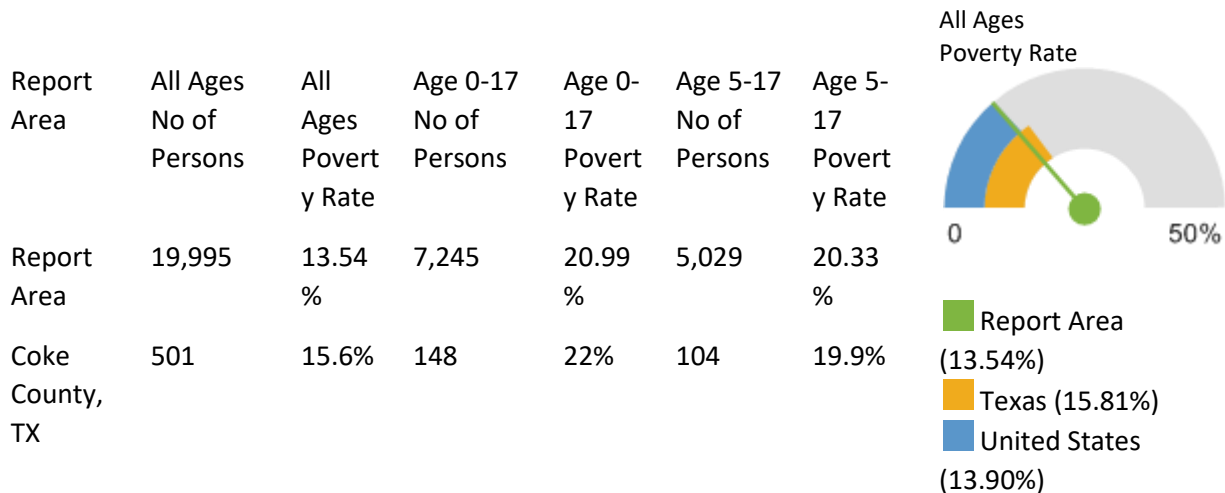 Report Area All Ages No of Persons All Ages Povert y Rate Age 0-17 No of Persons Age 0- 17 Povert y Rate Age 5-17 No of Persons Age 5- 17 Povert y Rate
Report Area 19,995 13.54 % 7,245 20.99 % 5,029 20.33 %
Coke County, TX 501 15.6% 148 22% 104 19.9%
All Ages
Poverty Rate
0 50%
Report Area
(13.54%)
Texas (15.81%)
United States
(13.90%)